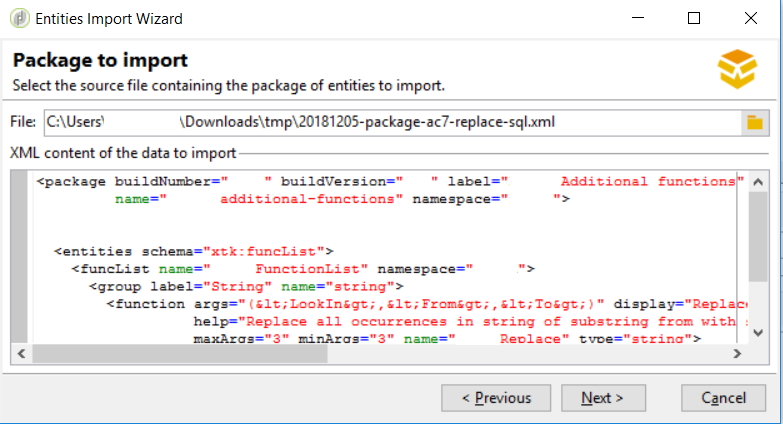 Entities Import Wizard
Package to import
Select the source file containing the package of entities to import.
File: C:\Users\ \Downloads\tmp\20181205-package-ac7-replace-sql.xml
XML content of the data to import
<package buildNumber=" " buildVersion=" " label=" Additional functions"
name=" additional-functions" namespace=" ">
<entities schema="xtk:funcList">
<funcList name=" FunctionList" namespace=" ">
<group label="String" name="string">
<function args="(&lt;LookIn&gt;,&lt;From&gt;,&lt;To&gt;)" display="Replac
help="Replace all occurrences in string of substring from with
maxArgs="3" minArgs="3" name=" Replace" type="string">
< Previous
Next >
Cancel